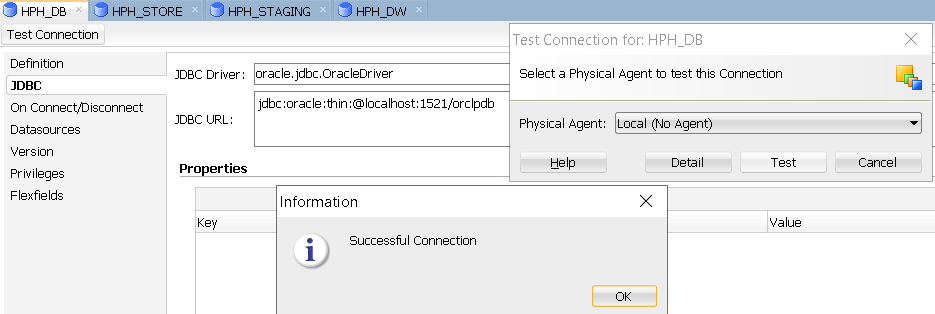 HPH_DB
HPH_STORE
HPH_STAGING
HPH_DW
Test Connection
Definition
JDBC
On Connect/Disconnect
Datasources
Version
Privileges
Flexfields
JDBC Driver: oracle.jdbc.OracleDriver
JDBC URL: jdbc:oracle:thin:@localhost:1521/orclpdb
Properties
Key
Value
Test Connection for: HPH_DB
Select a Physical Agent to test this Connection
Physical Agent: Local (No Agent)
Help
Detail
Test
Cancel
Information
Successful Connection
OK